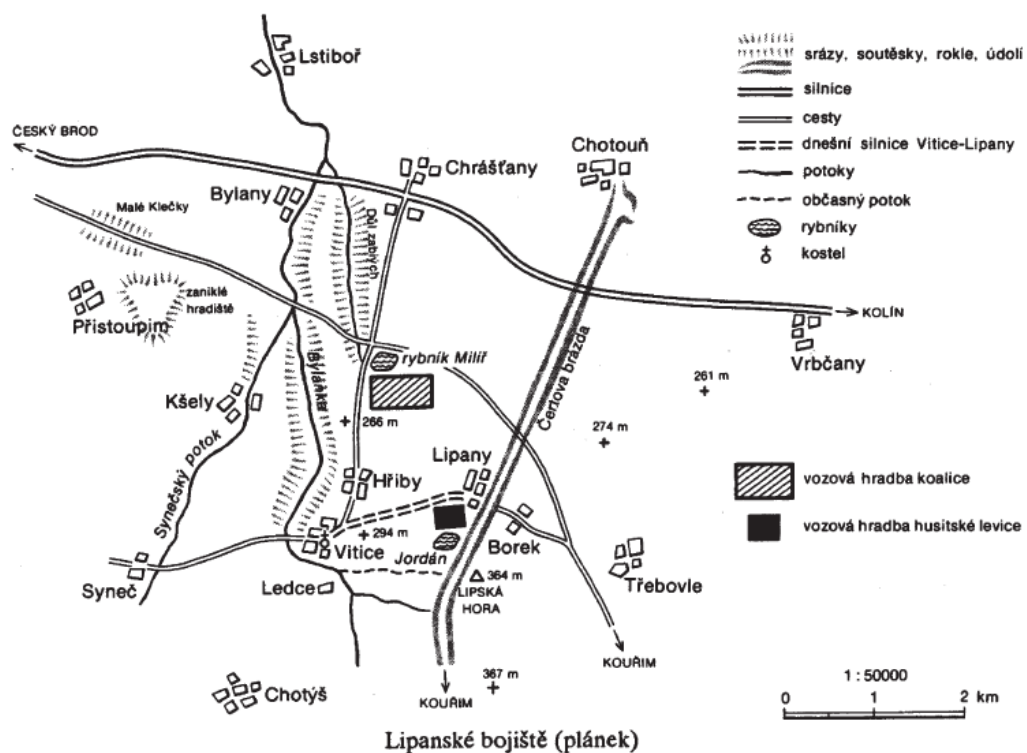 Lstiboř
ČESKÝ BROD
Chrášťany
Chotouň
Bylany
Malé Klečky
Důl zabitých
zaniklé
hradiště
Přistoupim
KOLÍN
Vrbčany
rybník Milíř
Bylaňka
Čertova brázda
261 m
Kšely
266 m
274 m
Synečský potok
Lipany
Hřiby
294 m
Vitice
Jordán
Borek
Syneč
Ledce
364 m
LIPSKÁ
HORA
Třebovle
KOUŘIM
367 m
Chotýš
KOUŘIM
srázy, soutěsky, rokle, údolí
silnice
cesty
dnešní silnice Vitice-Lipany
potoky
občasný potok
rybníky
kostel
vozová hradba koalice
vozová hradba husitské levice
1 : 50000
0 1 2 km
Lipanské bojiště (plánek)